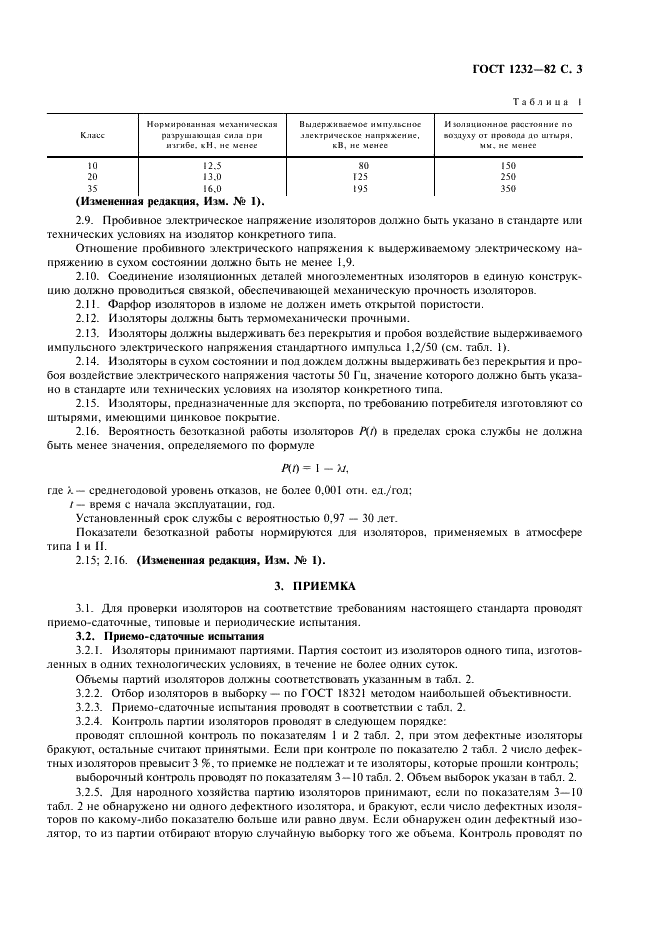 ГОСТ 1232—82 С. 3
Таблица 1
Класс
Нормированная механическая разрушающая сила при изгибе, кН, не менее
Выдерживаемое импульсное электрическое напряжение, кВ, не менее
Изоляционное расстояние по воздуху от провода до штыря, мм, не менее
10 12,5 80 150
20 13,0 125 250
35 16,0 195 350
(Измененная редакция, Изм. № 1).
2.9. Пробивное электрическое напряжение изоляторов должно быть указано в стандарте или
технических условиях на изолятор конкретного типа.
Отношение пробивного электрического напряжения к выдерживаемому электрическому на-
пряжению в сухом состоянии должно быть не менее 1,9.
2.10. Соединение изоляционных деталей многоэлементных изоляторов в единую конструк-
цию должно проводиться связкой, обеспечивающей механическую прочность изоляторов.
2.11. Фарфор изоляторов в изломе не должен иметь открытой пористости.
2.12. Изоляторы должны быть термомеханически прочными.
2.13. Изоляторы должны выдерживать без перекрытия и пробоя воздействие выдерживаемого
импульсного электрического напряжения стандартного импульса 1,2/50 (см. табл. 1).
2.14. Изоляторы в сухом состоянии и под дождем должны выдерживать без перекрытия и про-
боя воздействие электрического напряжения частоты 50 Гц, значение которого должно быть указа-
но в стандарте или технических условиях на изолятор конкретного типа.
2.15. Изоляторы, предназначенные для экспорта, по требованию потребителя изготовляют со
штырями, имеющими цинковое покрытие.
2.16. Вероятность безотказной работы изоляторов P(t) в пределах срока службы не должна
быть менее значения, определяемого по формуле
P(t) = 1 — λt,
где λ — среднегодовой уровень отказов, не более 0,001 отн. ед./год;
t — время с начала эксплуатации, год.
Установленный срок службы с вероятностью 0,97 — 30 лет.
Показатели безотказной работы нормируются для изоляторов, применяемых в атмосфере
типа I и II.
2.15; 2.16. (Измененная редакция, Изм. № 1).
3. ПРИЕМКА
3.1. Для проверки изоляторов на соответствие требованиям настоящего стандарта проводят
приемо-сдаточные, типовые и периодические испытания.
3.2. Приемо-сдаточные испытания
3.2.1. Изоляторы принимают партиями. Партия состоит из изоляторов одного типа, изготов-
ленных в одних технологических условиях, в течение не более одних суток.
Объемы партий изоляторов должны соответствовать указанным в табл. 2.
3.2.2. Отбор изоляторов в выборку — по ГОСТ 18321 методом наибольшей объективности.
3.2.3. Приемо-сдаточные испытания проводят в соответствии с табл. 2.
3.2.4. Контроль партии изоляторов проводят в следующем порядке:
проводят сплошной контроль по показателям 1 и 2 табл. 2, при этом дефектные изоляторы
бракуют, остальные считают принятыми. Если при контроле по показателю 2 табл. 2 число дефек-
тных изоляторов превысит 3 %, то приемке не подлежат и те изоляторы, которые прошли контроль;
выборочный контроль проводят по показателям 3—10 табл. 2. Объем выборок указан в табл. 2.
3.2.5. Для народного хозяйства партию изоляторов принимают, если по показателям 3—10
табл. 2 не обнаружено ни одного дефектного изолятора, и бракуют, если число дефектных изоля-
торов по какому-либо показателю больше или равно двум. Если обнаружен один дефектный изо-
лятор, то из партии отбирают вторую случайную выборку того же объема. Контроль проводят по